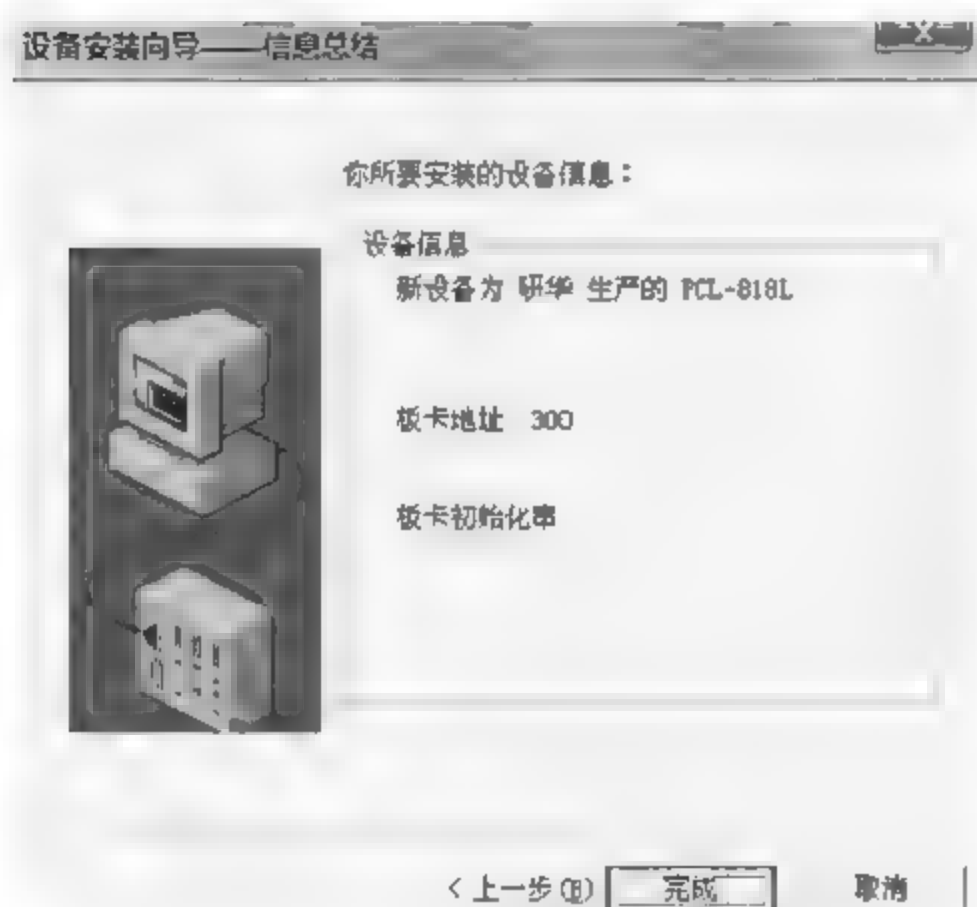 设备安装向导——信息总结
你所要安装的设备信息：
设备信息
新设备为 研华 生产的 PCL-818L
板卡地址 300
板卡初始化串
< 上一步(B) 完成 取消